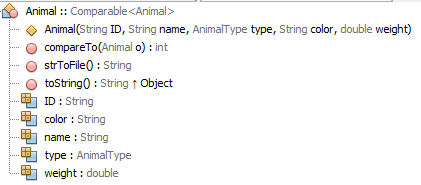 Animal :: Comparable<Animal>
Animal(String ID, String name, AnimalType type, String color, double weight)
compareTo(Animal o) : int
strToFile() : String
toString() : String ↑ Object
ID : String
color : String
name : String
type : AnimalType
weight : double